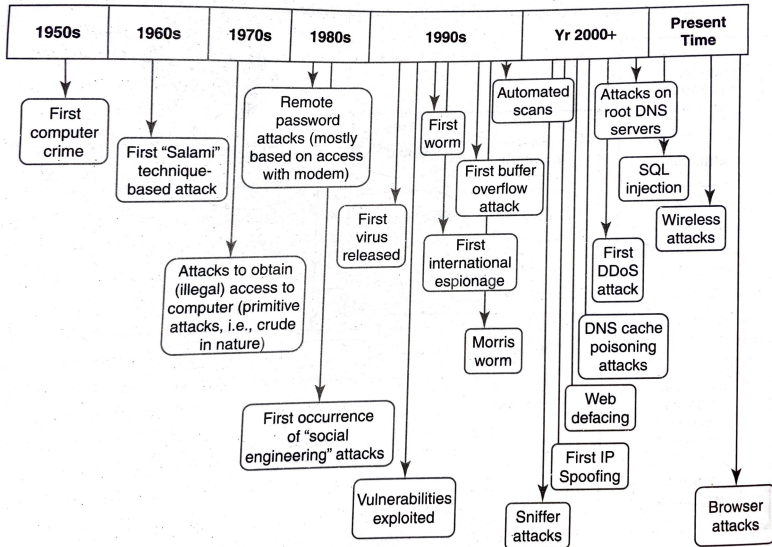 1950s
1960s
1970s
1980s
1990s
Yr 2000+
Present
Time
First
computer
crime
First “Salami”
technique-
based attack
Attacks to obtain
(illegal) access to
computer (primitive
attacks, i.e., crude
in nature)
Remote
password
attacks (mostly
based on access
with modem)
First occurrence
of “social
engineering” attacks
First
virus
released
Vulnerabilities
exploited
First
worm
First
international
espionage
First buffer
overflow
attack
Morris
worm
Automated
scans
Sniffer
attacks
First IP
Spoofing
Web
defacing
DNS cache
poisoning
attacks
First
DDoS
attack
Attacks on
root DNS
servers
SQL
injection
Wireless
attacks
Browser
attacks